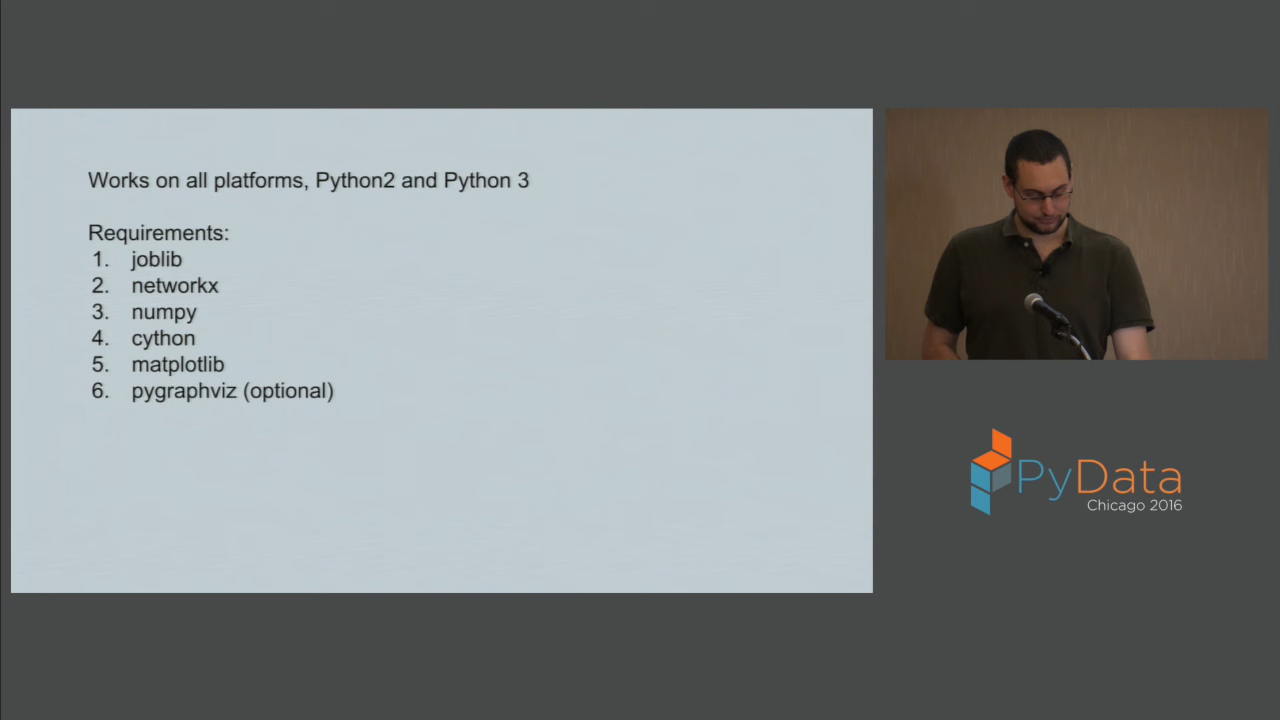 Works on all platforms, Python2 and Python 3
Requirements:
1. joblib
2. networkx
3. numpy
4. cython
5. matplotlib
6. pygraphviz (optional)
PyData
Chicago 2016